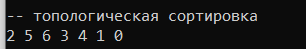 -- топологическая сортировка
2 5 6 3 4 1 0